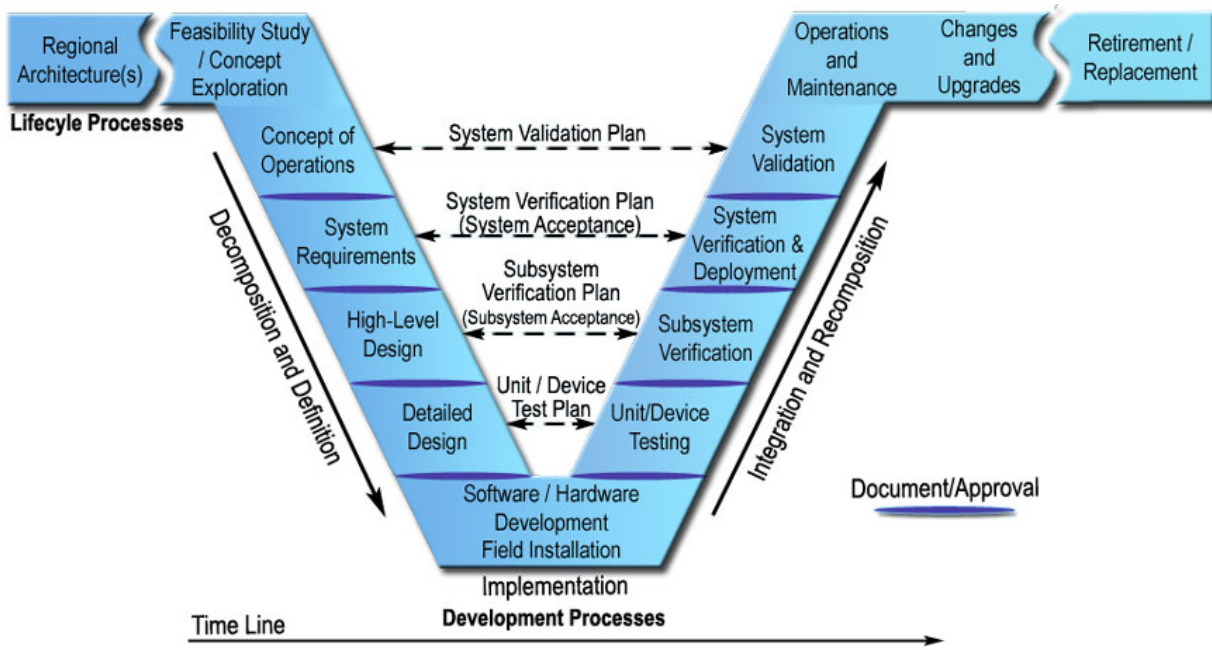 Regional
Architecture(s)
Feasibility Study
/ Concept
Exploration
Operations
and
Maintenance
Changes
and
Upgrades
Retirement /
Replacement
Lifecyle Processes
Concept of
Operations
System Validation Plan
System
Validation
System
Requirements
System Verification Plan
(System Acceptance)
System
Verification &
Deployment
High-Level
Design
Subsystem
Verification Plan
(Subsystem Acceptance)
Subsystem
Verification
Detailed
Design
Unit / Device
Test Plan
Unit/Device
Testing
Decomposition and Definition
Integration and Recomposition
Software / Hardware
Development
Field Installation
Implementation
Development Processes
Document/Approval
Time Line